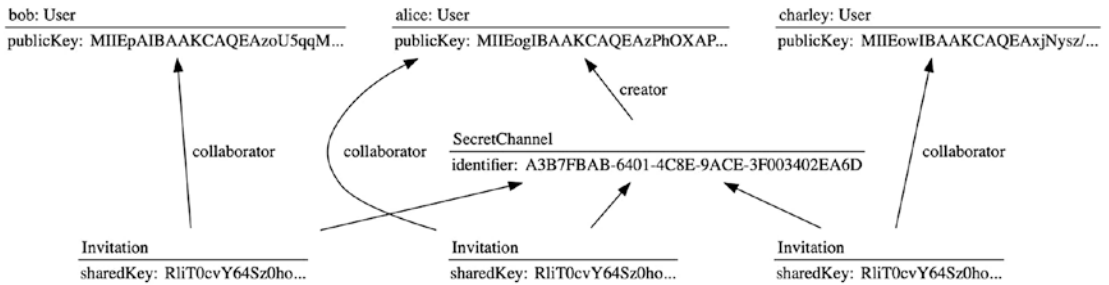 bob: User
publicKey: MIIEpAIBAAKCAQEAzoU5qqM...
alice: User
publicKey: MIIEogIBAAKCAQEAzPhOXAP...
charley: User
publicKey: MIIEowIBAAKCAQEAxjNysz/...
creator
collaborator
collaborator
collaborator
SecretChannel
identifier: A3B7FBAB-6401-4C8E-9ACE-3F003402EA6D
Invitation
sharedKey: RliT0cvY64Sz0ho...
Invitation
sharedKey: RliT0cvY64Sz0ho...
Invitation
sharedKey: RliT0cvY64Sz0ho...